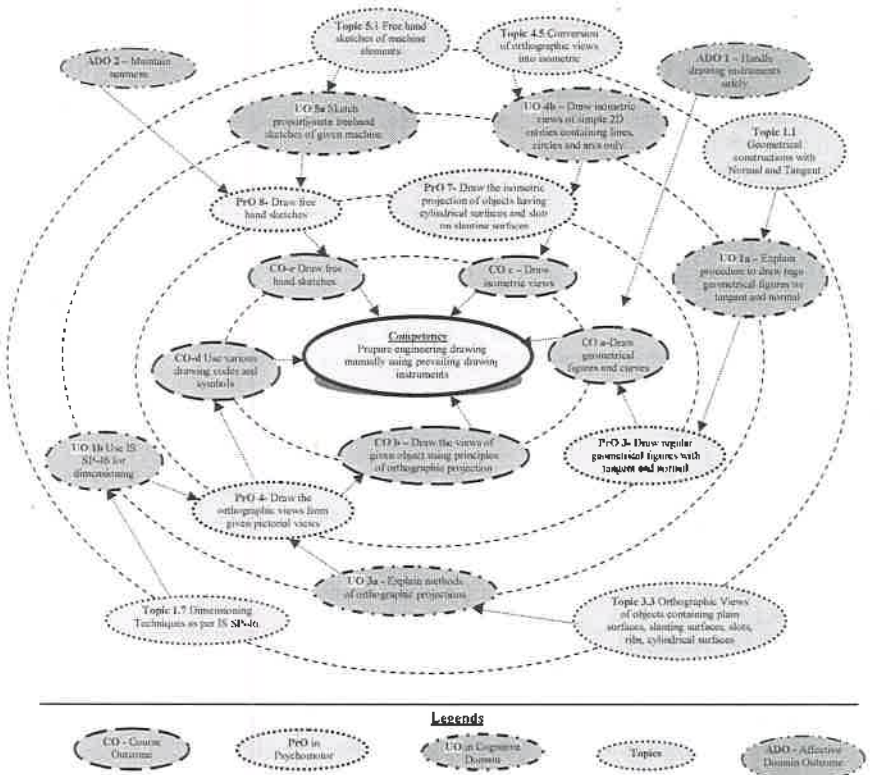 Topic 5.1 Free hand
sketches of machine
elements
Topic 4.5 Conversion
of orthographic views
into isometric
ADO 2 – Maintain
neatness
ADO 1 – Handle
drawing instruments
safely
UO 5a Sketch
proportionate freehand
sketches of given machine
UO 4b – Draw isometric
views of simple 2D
entities containing lines,
circles and arcs only
Topic 1.1
Geometrical
constructions with
Normal and Tangent
PrO 8- Draw free
hand sketches
PrO 7- Draw the isometric
projection of objects having
cylindrical surfaces and slots
on slanting surfaces
UO 1a – Explain
procedure to draw regu
geometrical figures wi
tangent and normal
CO-e Draw free
hand sketches
CO c – Draw
isometric views
Competency
Prepare engineering drawing
manually using prevailing drawing
instruments
CO-d Use various
drawing codes and
symbols
CO a-Draw
geometrical
figures and curves
CO b – Draw the views of
given object using principles
of orthographic projection
PrO 3- Draw regular
geometrical figures with
tangent and normal
UO 1b Use IS
SP-46 for
dimensioning
PrO 4- Draw the
orthographic views from
given pictorial views
UO 3a - Explain methods
of orthographic projections
Topic 1.7 Dimensioning
Techniques as per IS SP-46
Topic 3.3 Orthographic Views
of objects containing plain
surfaces, slanting surfaces, slots,
ribs, cylindrical surfaces
Legends
CO - Course
Outcome
PrO in
Psychomotor
UO in Cognitive
Domain
Topics
ADO - Affective
Domain Outcome